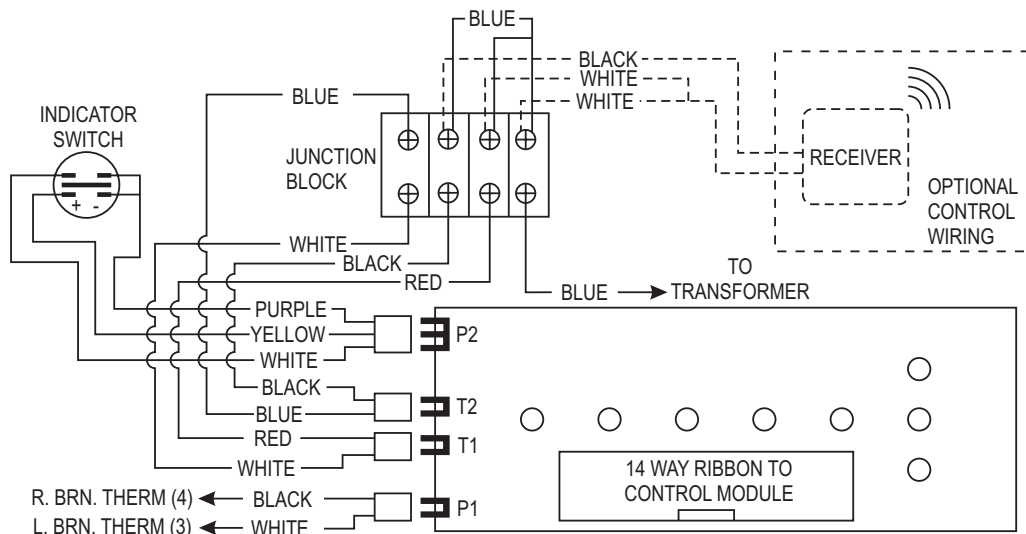 BLUE
BLACK
WHITE
WHITE
BLUE
INDICATOR
SWITCH
+ -
JUNCTION
BLOCK
RECEIVER
OPTIONAL
CONTROL
WIRING
WHITE
BLACK
RED
BLUE
TO
TRANSFORMER
PURPLE
YELLOW
WHITE
P2
BLACK
BLUE
T2
RED
WHITE
T1
14 WAY RIBBON TO
CONTROL MODULE
R. BRN. THERM (4)
BLACK
L. BRN. THERM (3)
WHITE
P1